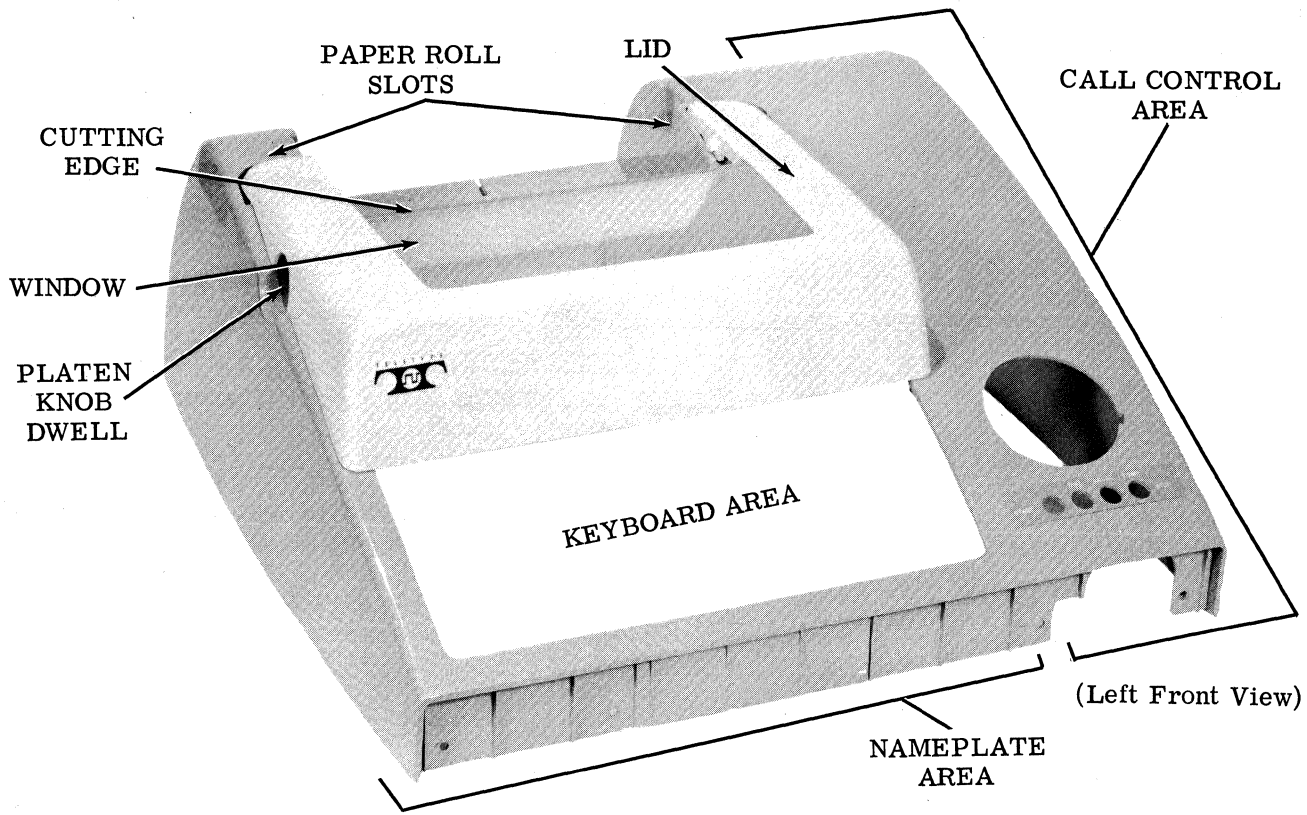 PAPER ROLL
SLOTS
LID
CALL CONTROL
AREA
CUTTING
EDGE
WINDOW
PLATEN
KNOB
DWELL
TELETYPE
KEYBOARD AREA
(Left Front View)
NAMEPLATE
AREA